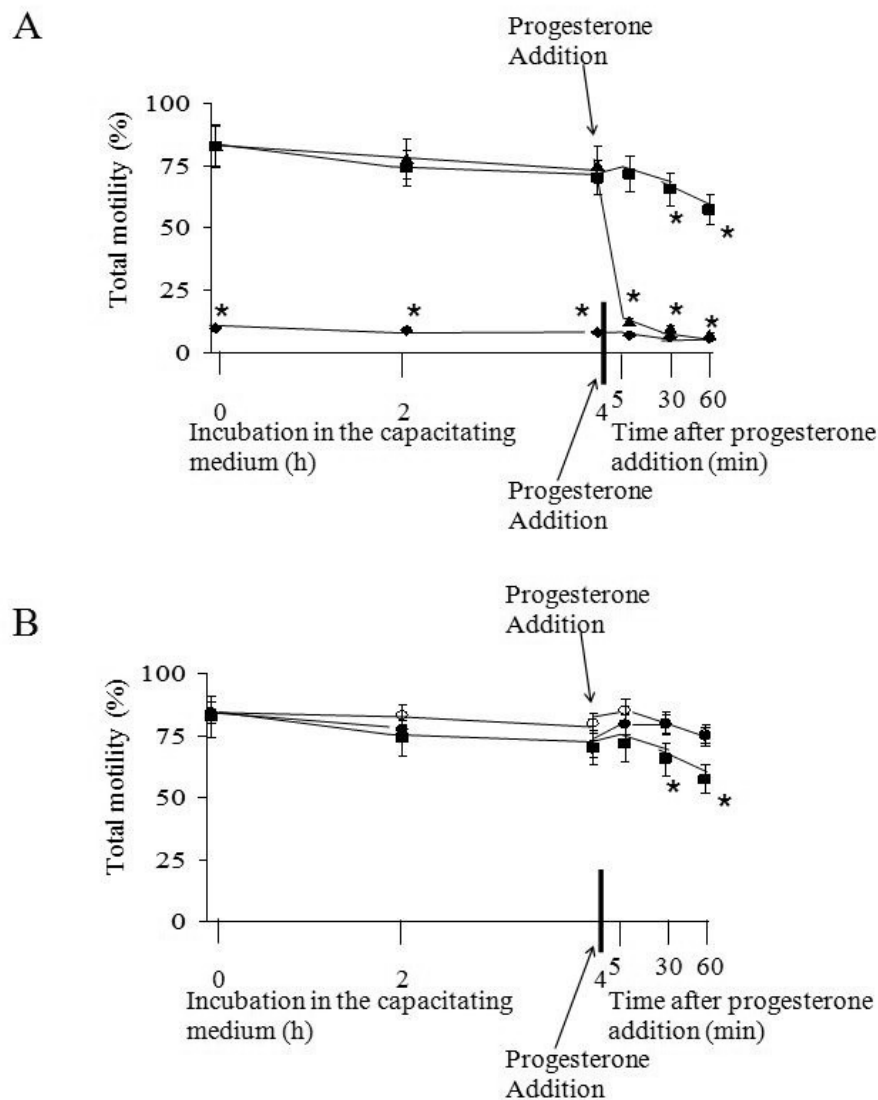 A
Progesterone
Addition
Total motility (%)
100
75
50
25
0
* * * * * * * *
0 2 4 5 30 60
Incubation in the capacitating
medium (h)
Time after progesterone
addition (min)
Progesterone
Addition
B
Progesterone
Addition
Total motility (%)
100
75
50
25
0
* *
0 2 4 5 30 60
Incubation in the capacitating
medium (h)
Time after progesterone
addition (min)
Progesterone
Addition